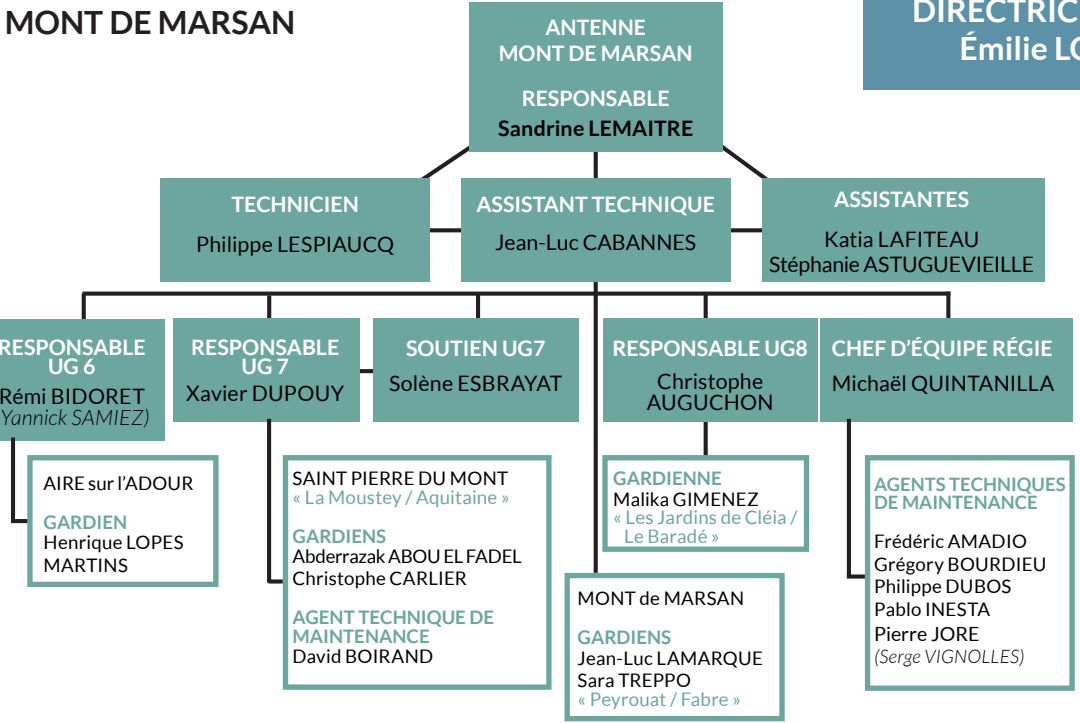 MONT DE MARSAN
ANTENNE
MONT DE MARSAN
RESPONSABLE
Sandrine LEMAITRE
Émilie
TECHNICIEN
Philippe LESPIAUCQ
ASSISTANT TECHNIQUE
Jean-Luc CABANNES
ASSISTANTES
Katia LAFITEAU
Stéphanie ASTUGUEVIEILLE
RESPONSABLE
UG 6
Rémi BIDORET
Yannick SAMIEZ)
RESPONSABLE
UG 7
Xavier DUPOUY
SOUTIEN UG7
Solène ESBRAYAT
RESPONSABLE UG8
Christophe
AUGUCHON
CHEF D'ÉQUIPE RÉGIE
Michaël QUINTANILLA
AIRE sur l'ADOUR
GARDIEN
Henrique LOPES
MARTINS
SAINT PIERRE DU MONT
« La Moustey / Aquitaine »
GARDIENS
Abderrazak ABOU EL FADEL
Christophe CARLIER
AGENT TECHNIQUE DE
MAINTENANCE
David BOIRAND
MONT de MARSAN
GARDIENS
Jean-Luc LAMARQUE
Sara TREPPO
« Peyrouat / Fabre »
GARDIENNE
Malika GIMENEZ
« Les Jardins de Cléia /
Le Baradé »
AGENTS TECHNIQUES
DE MAINTENANCE
Frédéric AMADIO
Grégory BOURDIEU
Philippe DUBOS
Pablo INESTA
Pierre JORE
(Serge VIGNOLLES)